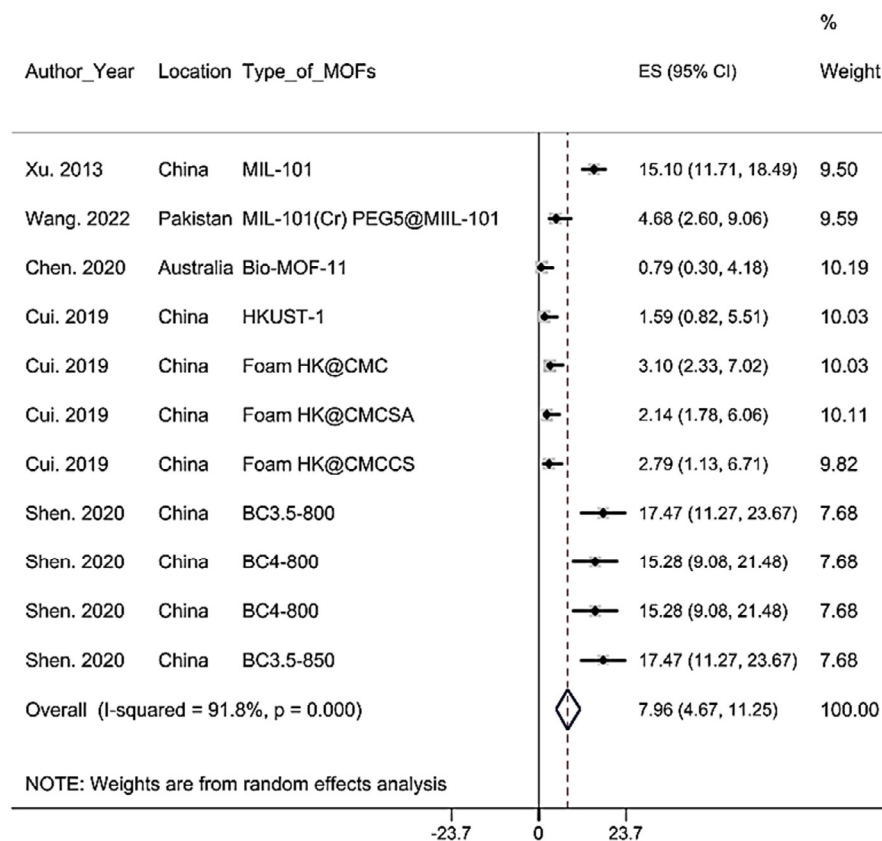 %
Author_Year Location Type_of_MOFs ES (95% CI) Weight
Xu. 2013 China MIL-101 15.10 (11.71, 18.49) 9.50
Wang. 2022 Pakistan MIL-101(Cr) PEG5@MIIL-101 4.68 (2.60, 9.06) 9.59
Chen. 2020 Australia Bio-MOF-11 0.79 (0.30, 4.18) 10.19
Cui. 2019 China HKUST-1 1.59 (0.82, 5.51) 10.03
Cui. 2019 China Foam HK@CMC 3.10 (2.33, 7.02) 10.03
Cui. 2019 China Foam HK@CMCSA 2.14 (1.78, 6.06) 10.11
Cui. 2019 China Foam HK@CMCCS 2.79 (1.13, 6.71) 9.82
Shen. 2020 China BC3.5-800 17.47 (11.27, 23.67) 7.68
Shen. 2020 China BC4-800 15.28 (9.08, 21.48) 7.68
Shen. 2020 China BC4-800 15.28 (9.08, 21.48) 7.68
Shen. 2020 China BC3.5-850 17.47 (11.27, 23.67) 7.68
Overall (I-squared = 91.8%, p = 0.000) 7.96 (4.67, 11.25) 100.00
NOTE: Weights are from random effects analysis
-23.7 0 23.7